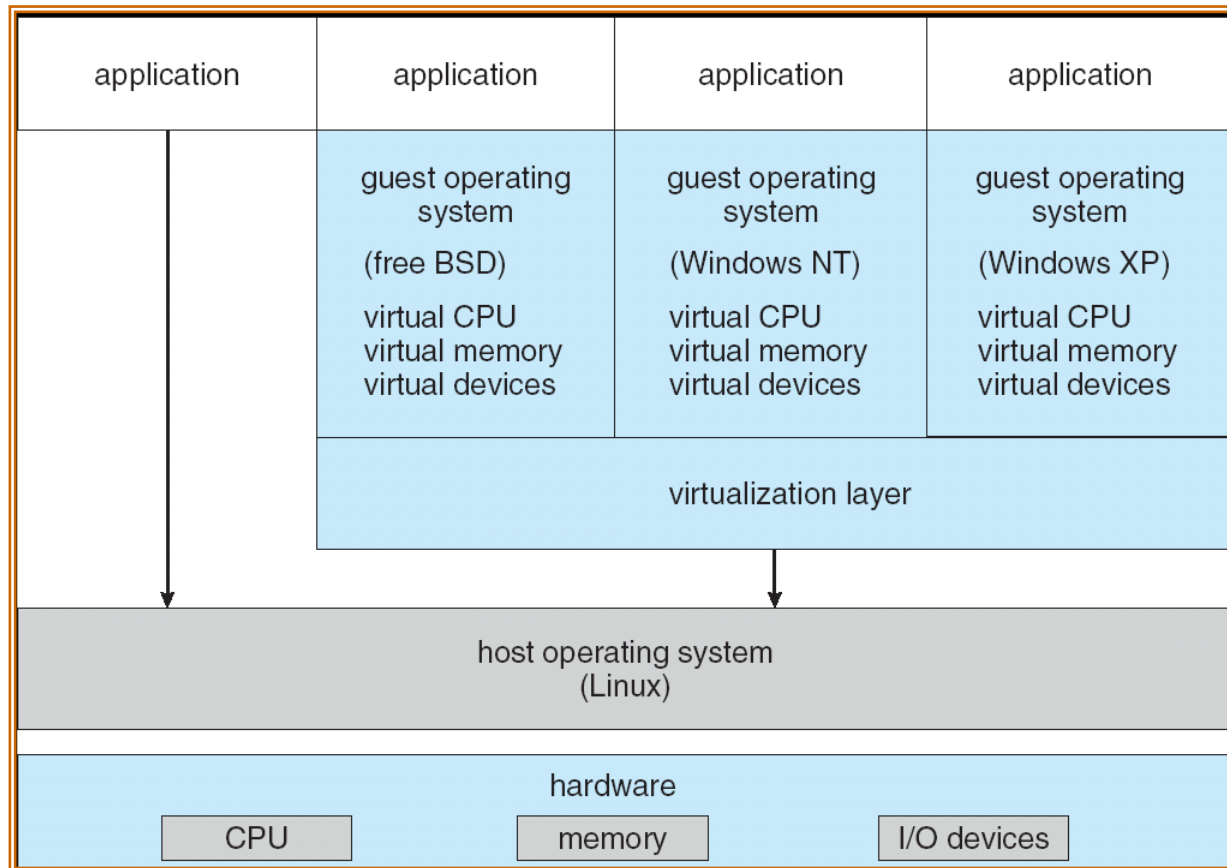 application
application
application
application
guest operating
system
(free BSD)
virtual CPU
virtual memory
virtual devices
guest operating
system
(Windows NT)
virtual CPU
virtual memory
virtual devices
guest operating
system
(Windows XP)
virtual CPU
virtual memory
virtual devices
virtualization layer
host operating system
(Linux)
hardware
CPU
memory
I/O devices